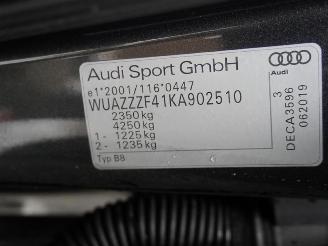 Audi Sport GmbH
e1*2001/116*0447
WUAZZZF41KA902510
2350kg
4250kg
1- 1225kg
2- 1235kg
Typ B8
Audi
3
DECA3596
062019